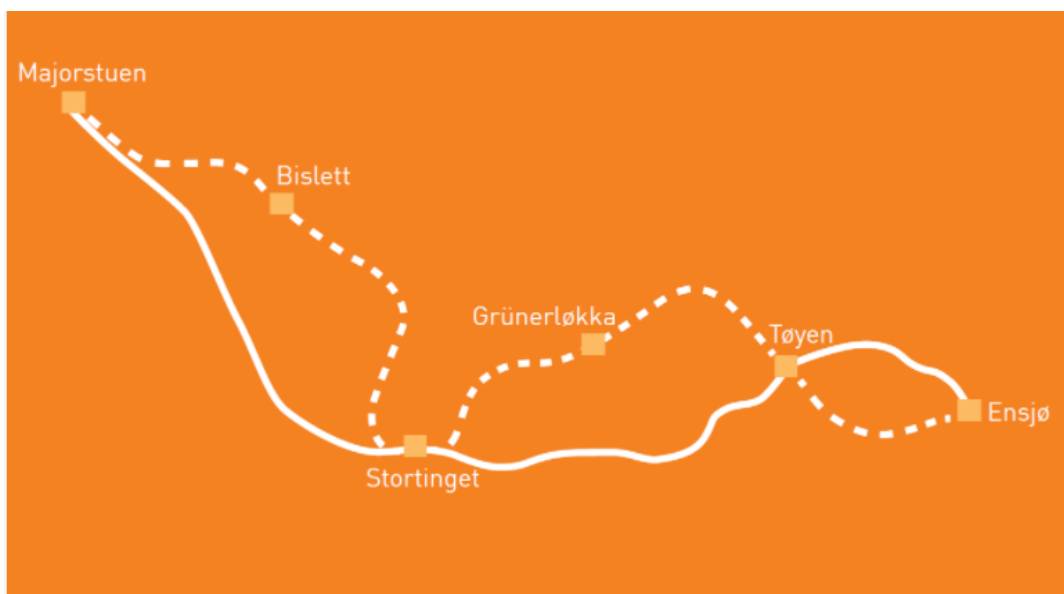 Majorstuen
Bislett
Grünerløkka
Tøyen
Ensjø
Stortinget